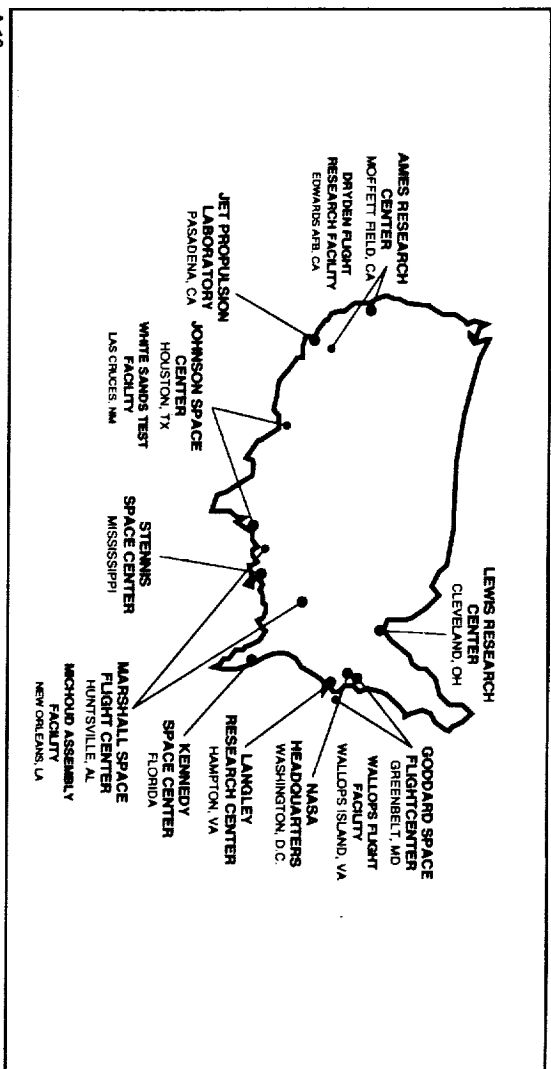 AMES RESEARCH
CENTER
MOFFETT FIELD, CA
DRYDEN FLIGHT
RESEARCH FACILITY
EDWARDS AFB, CA
JET PROPULSION
LABORATORY
PASADENA, CA
JOHNSON SPACE
CENTER
HOUSTON, TX
WHITE SANDS TEST
FACILITY
LAS CRUCES, NM
STENNIS
SPACE CENTER
MISSISSIPPI
LEWIS RESEARCH
CENTER
CLEVELAND, OH
GODDARD SPACE
FLIGHTCENTER
GREENBELT, MD
WALLOPS FLIGHT
FACILITY
WALLOPS ISLAND, VA
NASA
HEADQUARTERS
WASHINGTON, D.C.
LANGLEY
RESEARCH CENTER
HAMPTON, VA
KENNEDY
SPACE CENTER
FLORIDA
MARSHALL SPACE
FLIGHT CENTER
HUNTSVILLE, AL
MICHOUD ASSEMBLY
FACILITY
NEW ORLEANS, LA